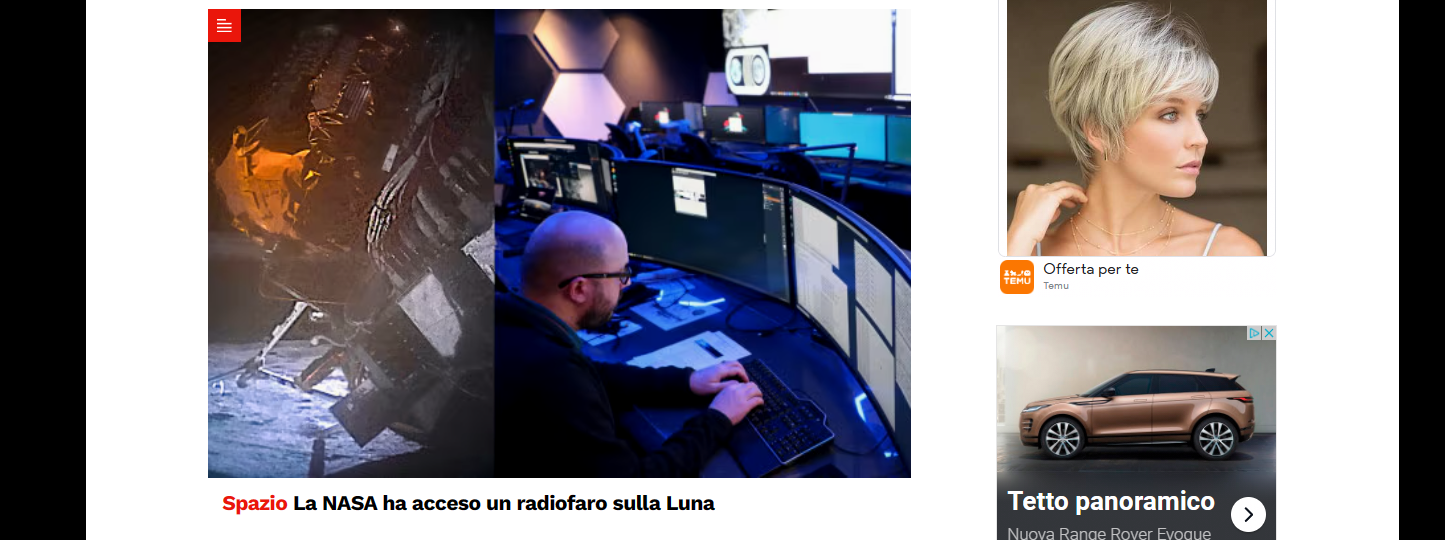 Spazio La NASA ha acceso un radiofaro sulla Luna
TEMU
Offerta per te
Temu
Tetto panoramico
Nuova Range Rover Evoque